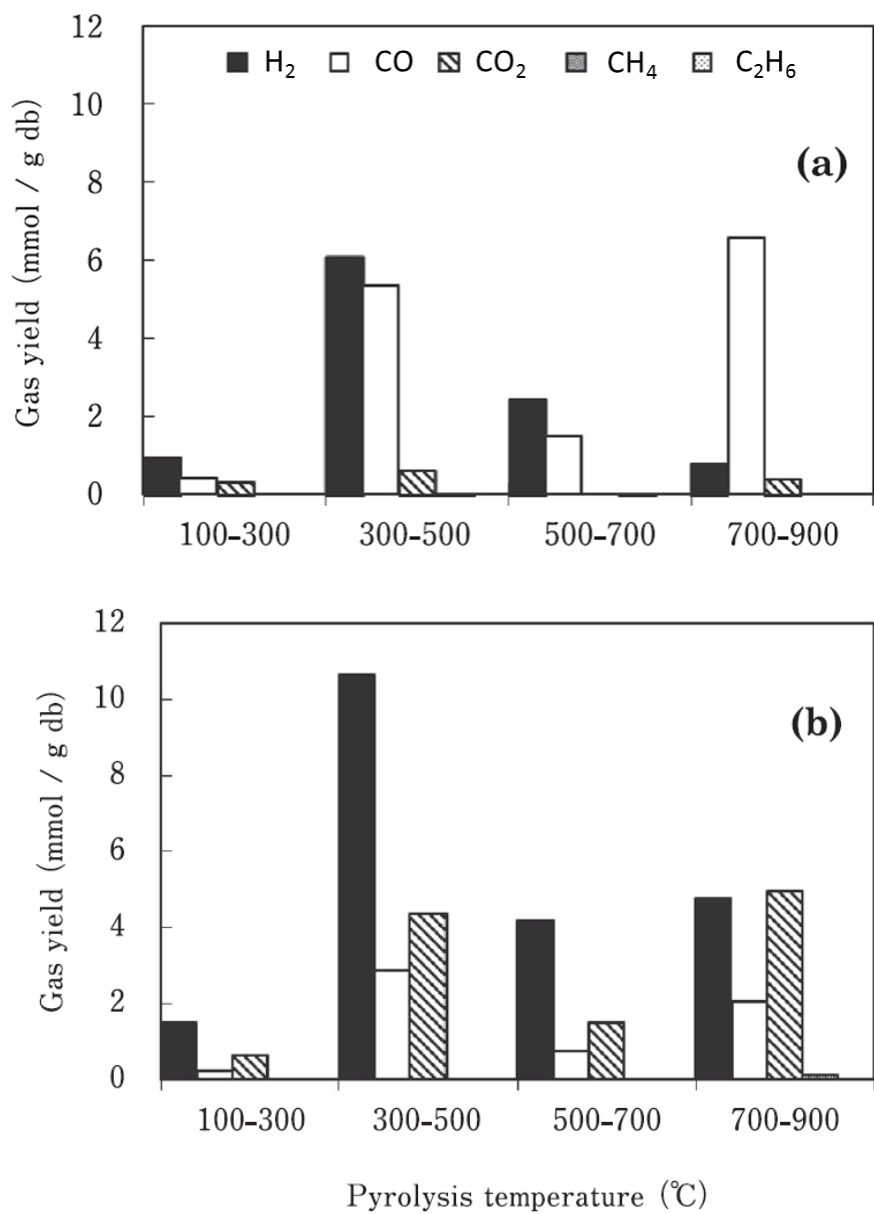 12
H2 CO CO2 CH4 C2H6
10
(a)
8
6
4
2
0
Gas yield (mmol / g db)
100-300 300-500 500-700 700-900
12
10
(b)
8
6
4
2
0
Gas yield (mmol / g db)
100-300 300-500 500-700 700-900
Pyrolysis temperature (℃)